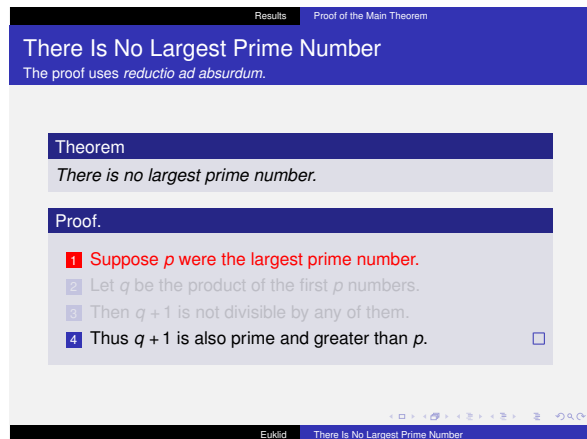 Results Proof of the Main Theorem
There Is No Largest Prime Number
The proof uses reductio ad absurdum.
Theorem
There is no largest prime number.
Proof.
1 Suppose p were the largest prime number.
2 Let q be the product of the first p numbers.
3 Then q + 1 is not divisible by any of them.
4 Thus q + 1 is also prime and greater than p.
Euklid There Is No Largest Prime Number